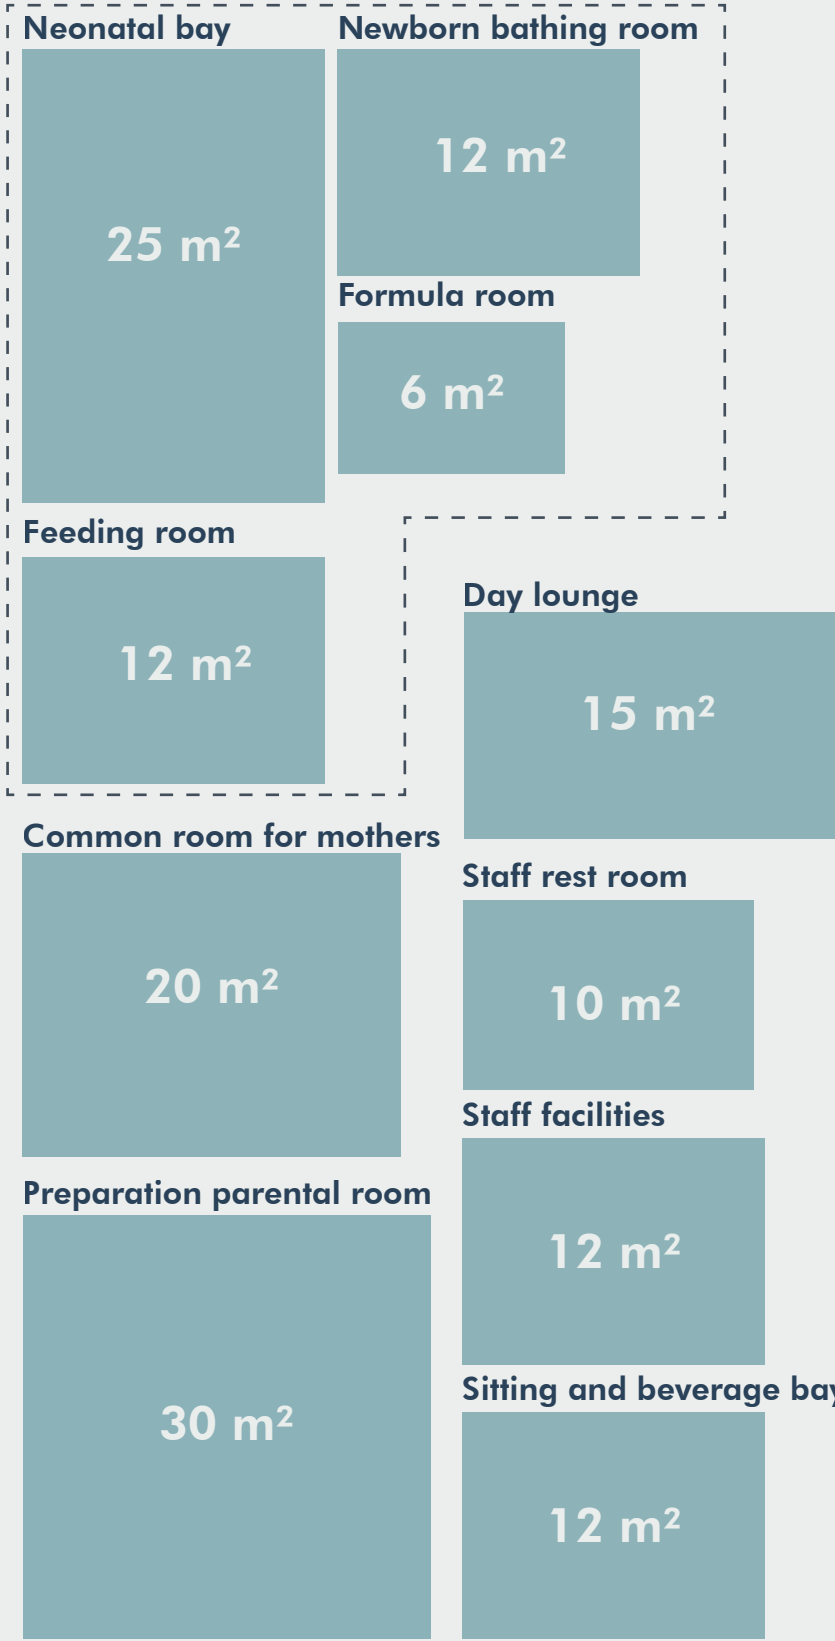 Neonatal bay
25 m²
Newborn bathing room
12 m²
Formula room
6 m²
Feeding room
12 m²
Day lounge
15 m²
Common room for mothers
20 m²
Staff rest room
10 m²
Staff facilities
12 m²
Preparation parental room
30 m²
Sitting and beverage bay
12 m²